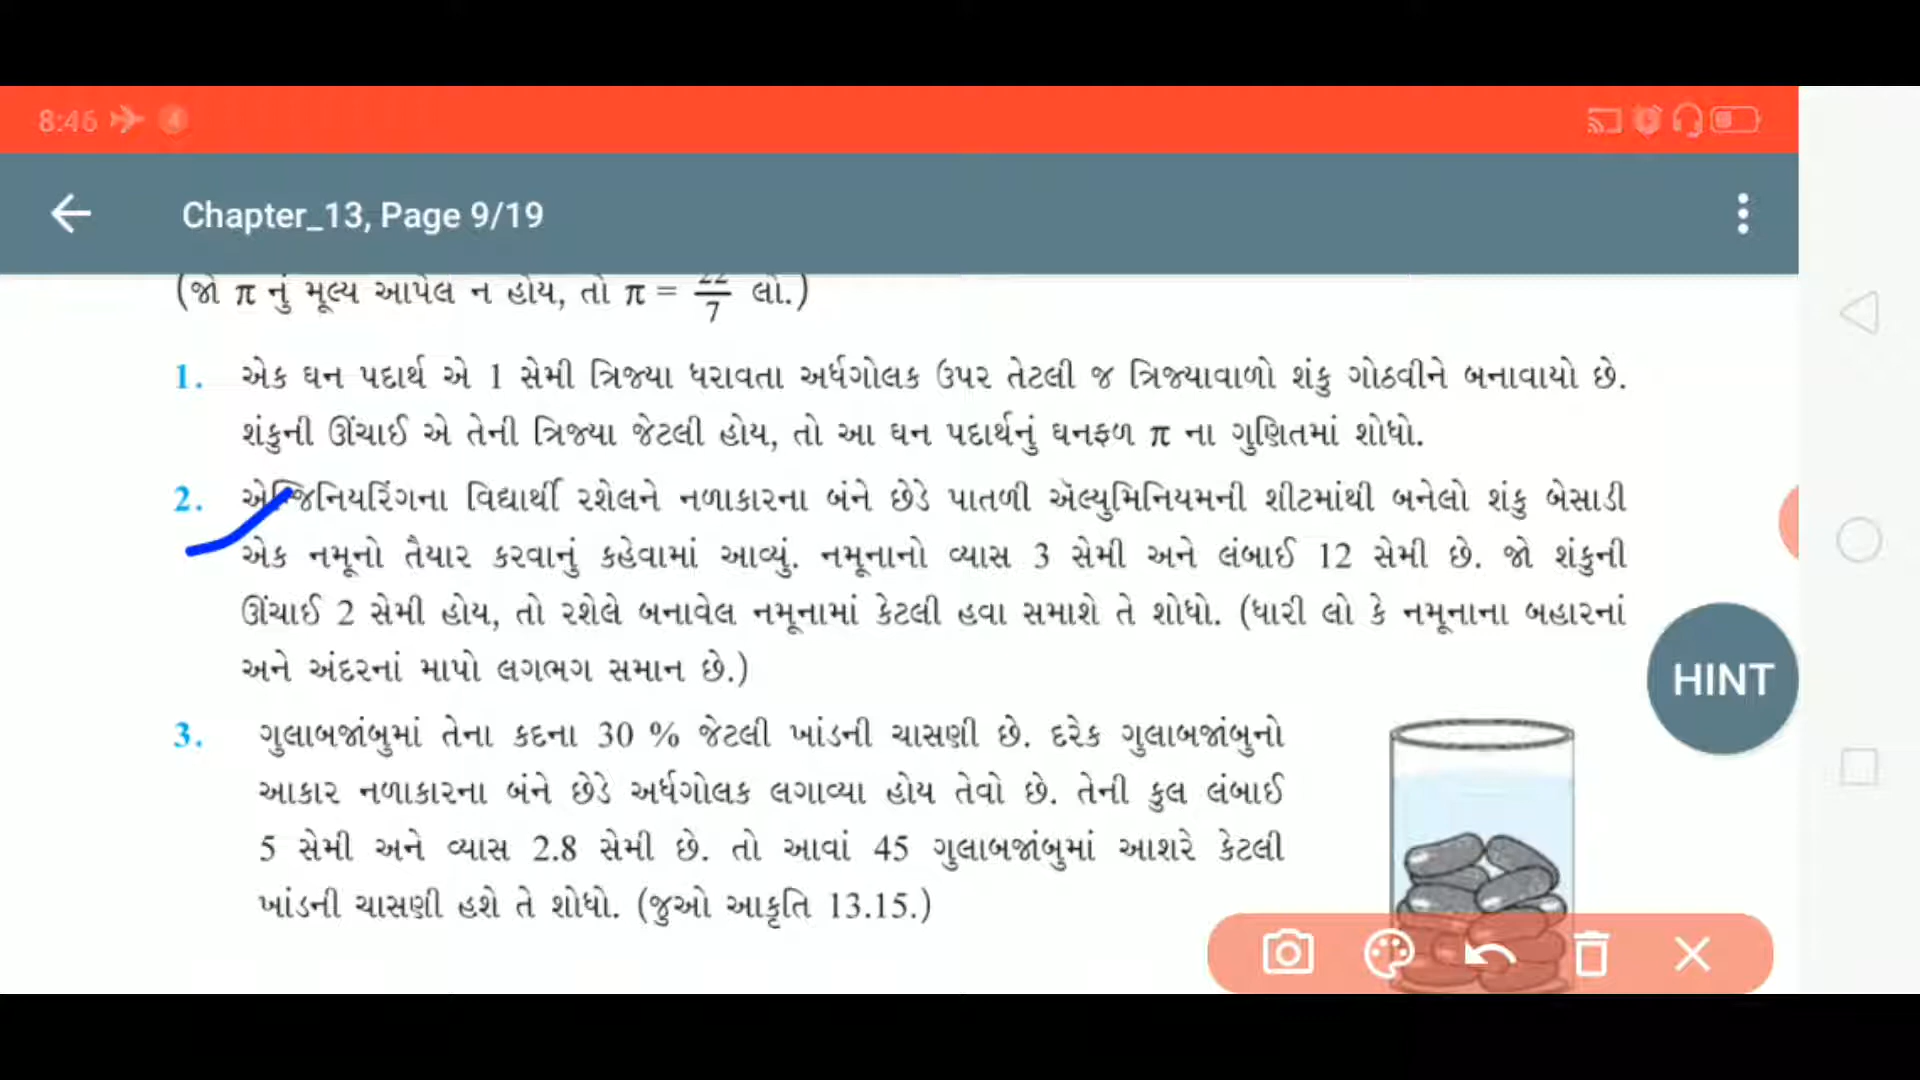 8:46
4
Chapter_13, Page 9/19
(જો π નું મૂલ્ય આપેલ ન હોય, તો π = 22/7 લો.)
1. એક ઘન પદાર્થ એ 1 સેમી ત્રિજ્યા ધરાવતા અર્ધગોલક ઉપર તેટલી જ ત્રિજ્યાવાળો શંકુ ગોઠવીને બનાવાયો છે.
શંકુની ઊંચાઈ એ તેની ત્રિજ્યા જેટલી હોય, તો આ ઘન પદાર્થનું ઘનફળ π ના ગુણિતમાં શોધો.
2. એન્જિનિયરિંગના વિદ્યાર્થી રશેલને નળાકારના બંને છેડે પાતળી ઍલ્યુમિનિયમની શીટમાંથી બનેલો શંકુ બેસાડી
એક નમૂનો તૈયાર કરવાનું કહેવામાં આવ્યું. નમૂનાનો વ્યાસ 3 સેમી અને લંબાઈ 12 સેમી છે. જો શંકુની
ઊંચાઈ 2 સેમી હોય, તો રશેલે બનાવેલ નમૂનામાં કેટલી હવા સમાશે તે શોધો. (ધારી લો કે નમૂનાના બહારનાં
અને અંદરનાં માપો લગભગ સમાન છે.)
HINT
3. ગુલાબજાંબુમાં તેના કદના 30 % જેટલી ખાંડની ચાસણી છે. દરેક ગુલાબજાંબુનો
આકાર નળાકારના બંને છેડે અર્ધગોલક લગાવ્યા હોય તેવો છે. તેની કુલ લંબાઈ
5 સેમી અને વ્યાસ 2.8 સેમી છે. તો આવાં 45 ગુલાબજાંબુમાં આશરે કેટલી
ખાંડની ચાસણી હશે તે શોધો. (જુઓ આકૃતિ 13.15.)